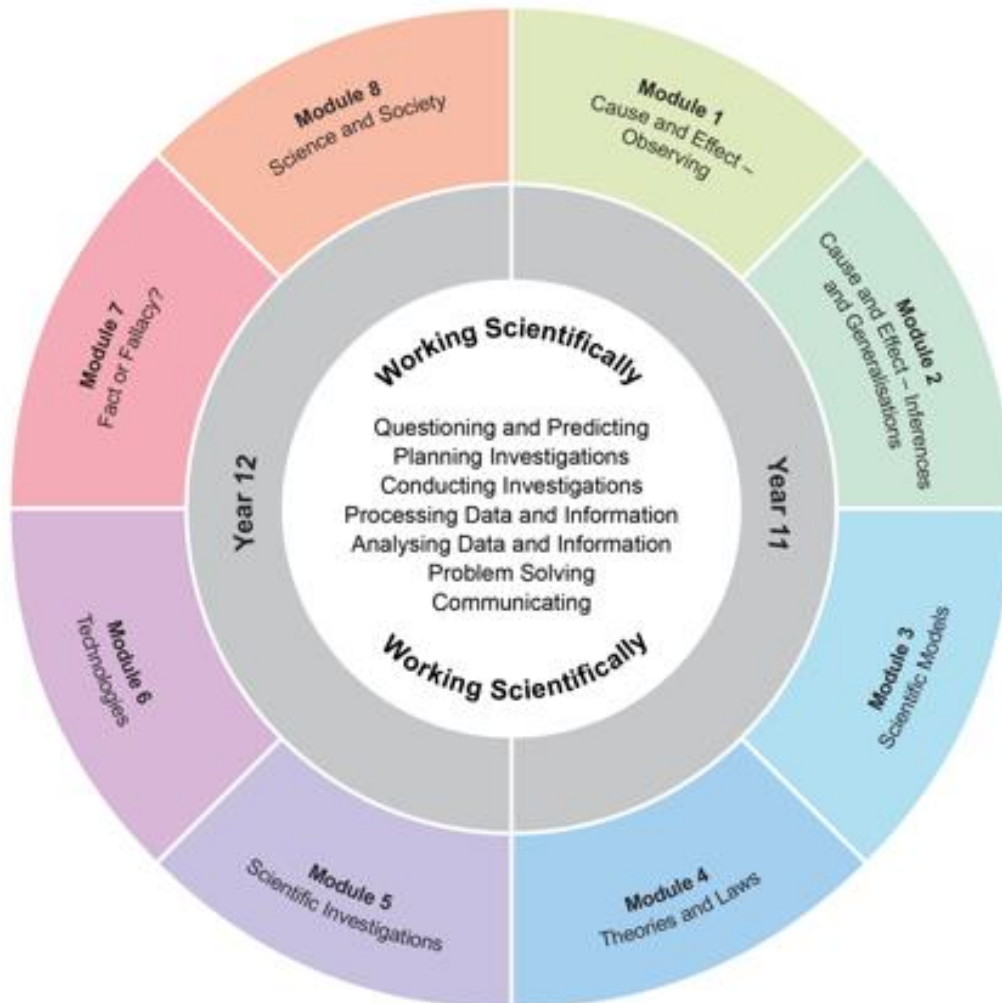 Module 1
Cause and Effect –
Observing
Module 2
Cause and Effect – Inferences
and Generalisations
Module 3
Scientific Models
Module 4
Theories and Laws
Module 5
Scientific Investigations
Module 6
Technologies
Module 7
Fact or Fallacy?
Module 8
Science and Society
Year 11
Year 12
Working Scientifically
Questioning and Predicting
Planning Investigations
Conducting Investigations
Processing Data and Information
Analysing Data and Information
Problem Solving
Communicating
Working Scientifically